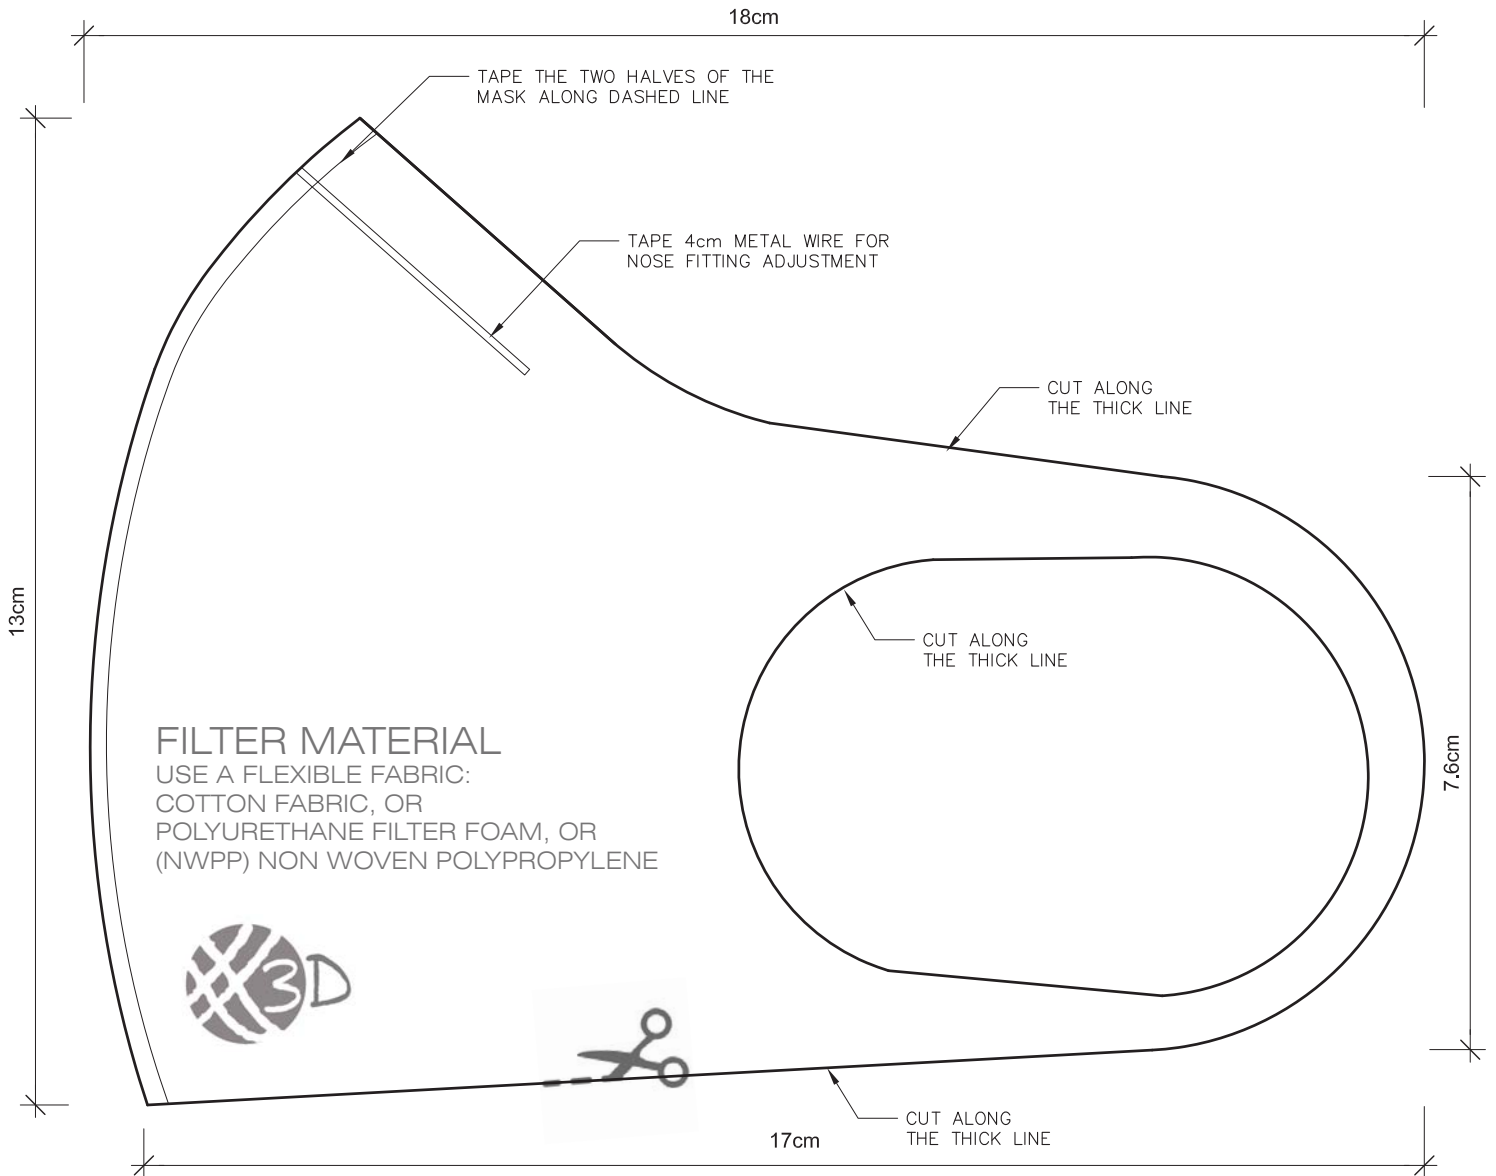 18cm
TAPE THE TWO HALVES OF THE
MASK ALONG DASHED LINE
TAPE 4cm METAL WIRE FOR
NOSE FITTING ADJUSTMENT
CUT ALONG
THE THICK LINE
13cm
CUT ALONG
THE THICK LINE
7.6cm
FILTER MATERIAL
USE A FLEXIBLE FABRIC:
COTTON FABRIC, OR
POLYURETHANE FILTER FOAM, OR
(NWPP) NON WOVEN POLYPROPYLENE
3D
CUT ALONG
THE THICK LINE
17cm